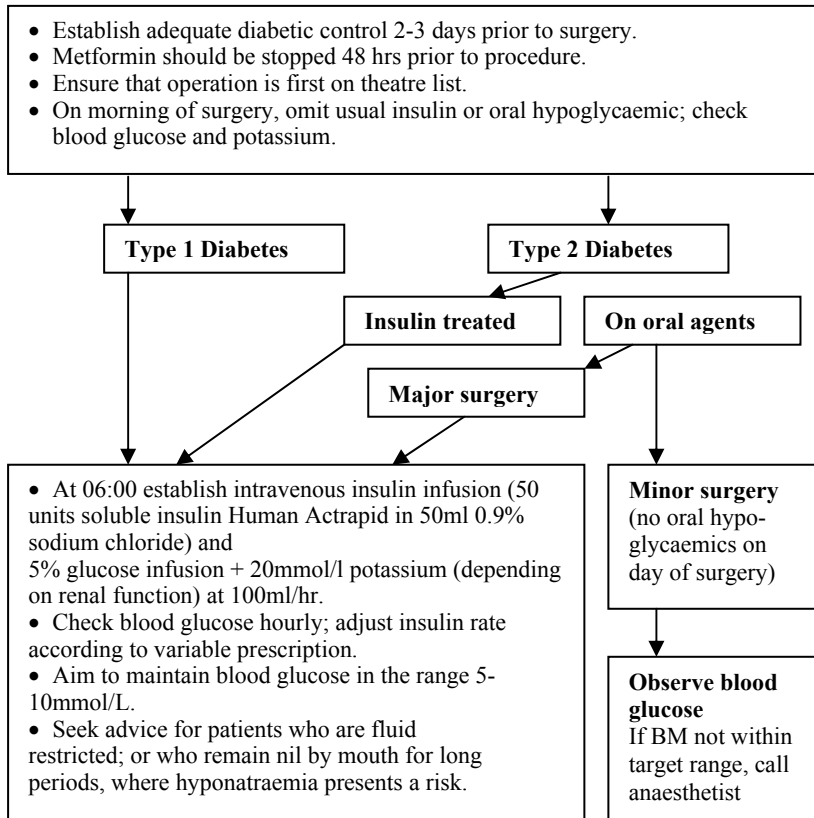 • Establish adequate diabetic control 2-3 days prior to surgery.
• Metformin should be stopped 48 hrs prior to procedure.
• Ensure that operation is first on theatre list.
• On morning of surgery, omit usual insulin or oral hypoglycaemic; check
blood glucose and potassium.
Type 1 Diabetes
Type 2 Diabetes
Insulin treated
On oral agents
Major surgery
• At 06:00 establish intravenous insulin infusion (50
units soluble insulin Human Actrapid in 50ml 0.9%
sodium chloride) and
5% glucose infusion + 20mmol/l potassium (depending
on renal function) at 100ml/hr.
• Check blood glucose hourly; adjust insulin rate
according to variable prescription.
• Aim to maintain blood glucose in the range 5-
10mmol/L.
• Seek advice for patients who are fluid
restricted; or who remain nil by mouth for long
periods, where hyponatraemia presents a risk.
Minor surgery
(no oral hypo-
glycaemics on
day of surgery)
Observe blood
glucose
If BM not within
target range, call
anaesthetist